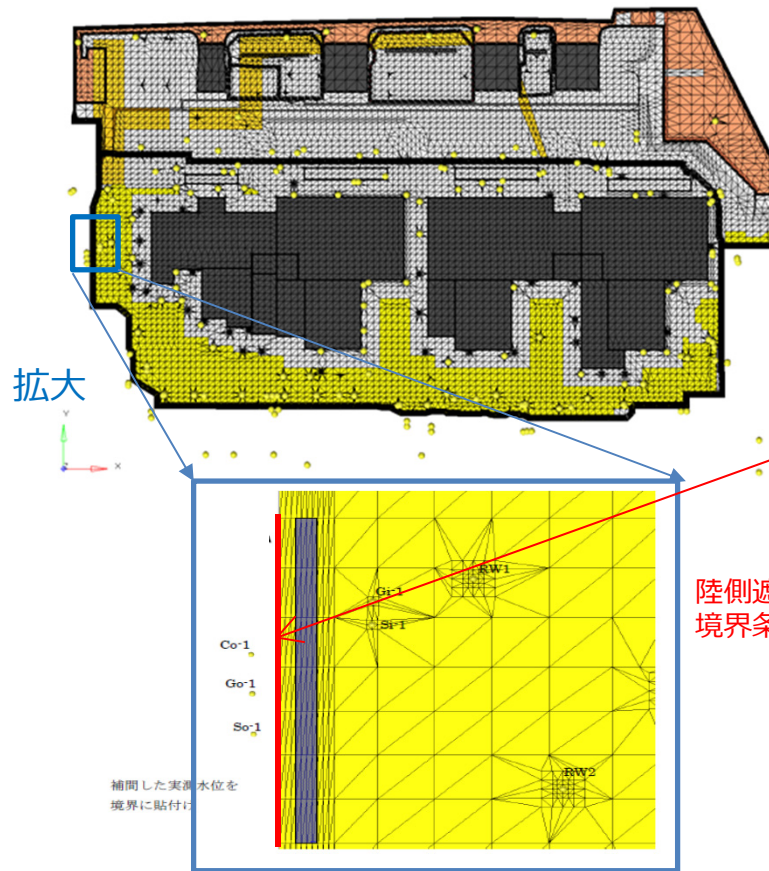 拡大
Y
X
RW1
Gi-1
Si-1
Co-1
Go-1
So-1
RW2
陸側遮
境界条
補間した実測水位を
境界に貼付け